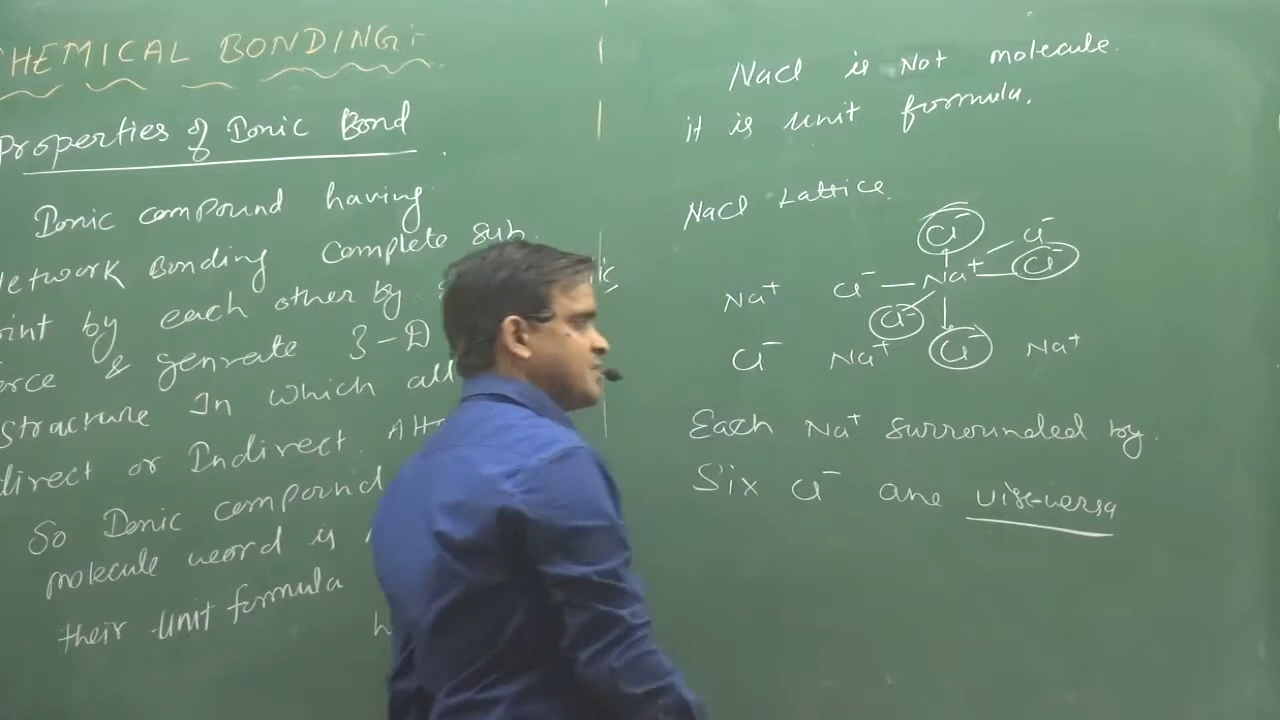 CHEMICAL BONDING:-
Properties of Ionic Bond
Ionic compound having
Network Bonding complete sub.
oint by each other by
orce & genrate 3-D
structure In which all
direct or Indirect. Att
So Ionic compound
molecule word is
their unit formula
NaCl is Not molecule.
it is unit formula.
NaCl Lattice.
Cl⁻ Cl⁻
Na⁺ Cl⁻ — Na⁺ — Cl⁻
Cl⁻
Cl⁻ Na⁺ Cl⁻ Na⁺
Each Na⁺ surrounded by.
Six Cl⁻ are vise-versa